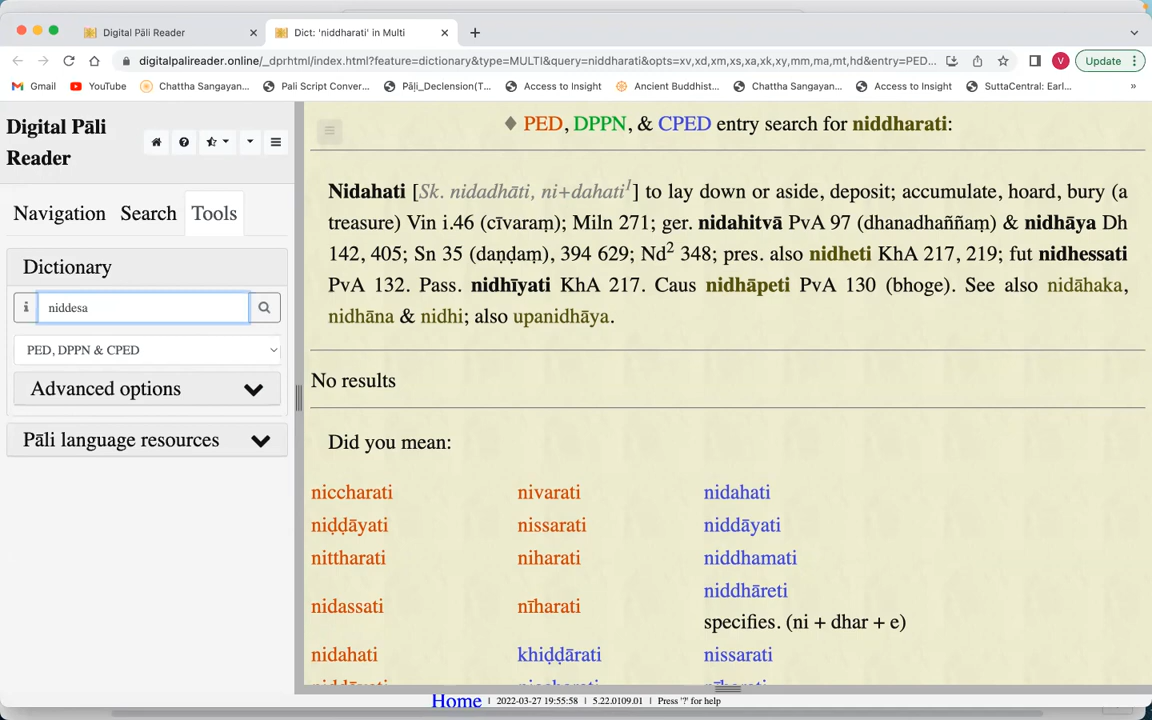 Digital Pāli Reader
Dict: 'niddharati' in Multi
digitalpalireader.online/_dprhtml/index.html?feature=dictionary&type=MULTI&query=niddharati&opts=xv,xd,xm,xs,xa,xk,xy,mm,ma,mt,hd&entry=PED...
V
Update
Gmail
YouTube
Chattha Sangayan...
Pali Script Conver...
Pāḷi_Declension(T...
Access to Insight
Ancient Buddhist...
Chattha Sangayan...
Access to Insight
SuttaCentral: Earl...
»
Digital Pāli
Reader
Navigation Search Tools
Dictionary
niddesa
PED, DPPN & CPED
Advanced options
Pāli language resources
♦ PED, DPPN, & CPED entry search for niddharati:
Nidahati [Sk. nidadhāti, ni+dahati1] to lay down or aside, deposit; accumulate, hoard, bury (a
treasure) Vin i.46 (cīvaraṃ); Miln 271; ger. nidahitvā PvA 97 (dhanadhaññaṃ) & nidhāya Dh
142, 405; Sn 35 (daṇḍaṃ), 394 629; Nd2 348; pres. also nidheti KhA 217, 219; fut nidhessati
PvA 132. Pass. nidhīyati KhA 217. Caus nidhāpeti PvA 130 (bhoge). See also nidāhaka,
nidhāna & nidhi; also upanidhāya.
No results
Did you mean:
niccharati nivarati nidahati
niḍḍāyati nissarati niddāyati
nittharati niharati niddhamati
nidassati nīharati niddhāreti
specifies. (ni + dhar + e)
nidahati khiḍḍārati nissarati
Home | 2022-03-27 19:55:58 | 5.22.0109.01 | Press '?' for help